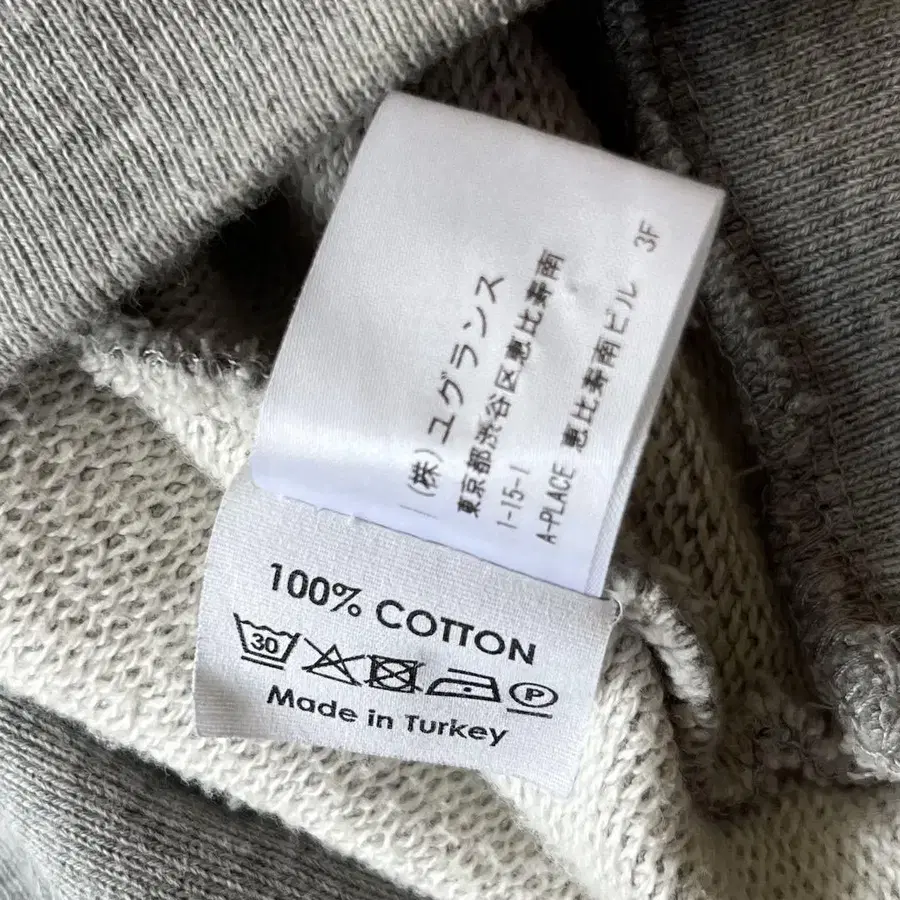 (株)ユグランス
東京都渋谷区恵比寿南
1-15-1
A-PLACE 恵比寿南ビル 3F
100% COTTON
30 P
Made in Turkey